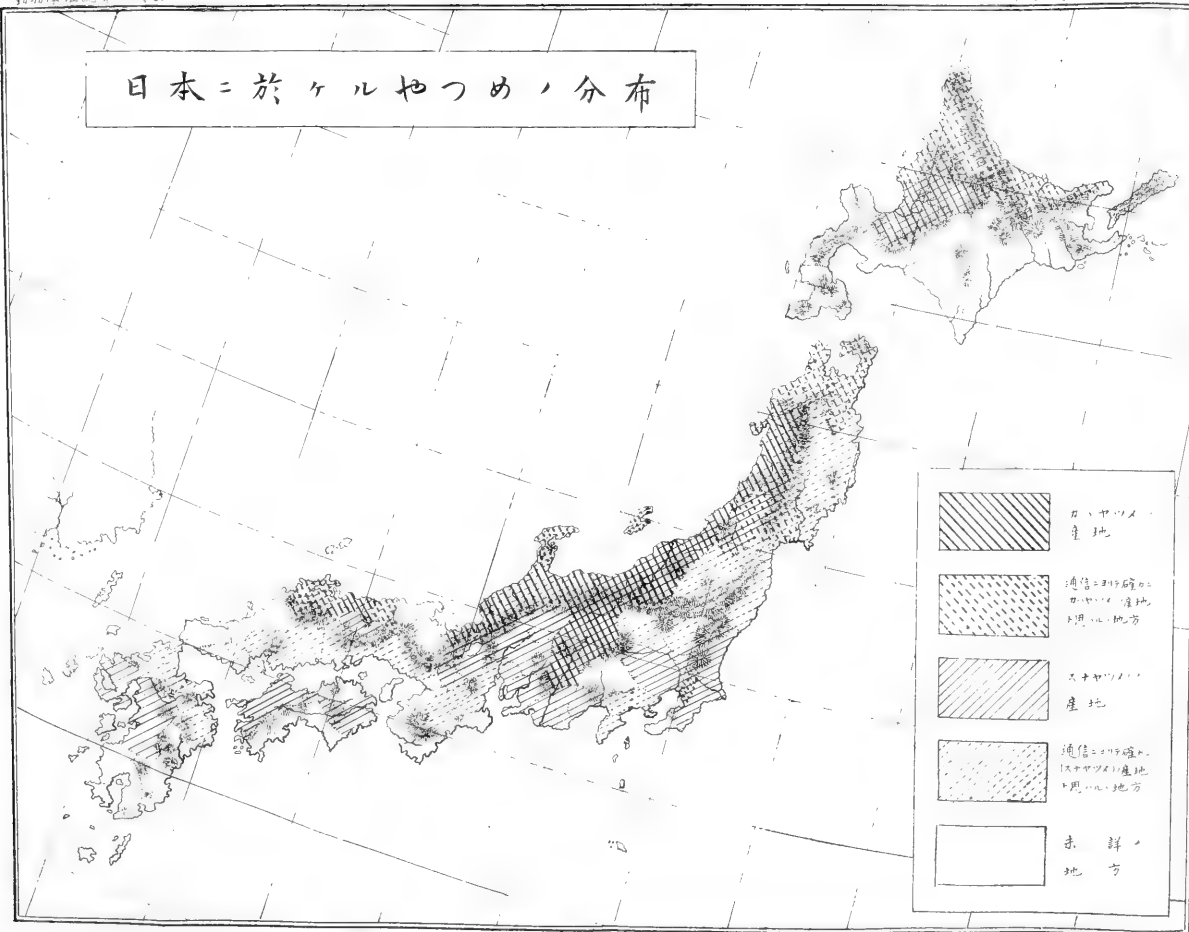 日本ニ於ケルやつめノ分布
カハヤツメノ
産地
通信ニヨリテ確カニ
カハヤツメノ産地
ト思ハルヽ地方
スナヤツメノ
産地
通信ニヨリテ確カニ
スナヤツメノ産地
ト思ハルヽ地方
未詳ノ
地方